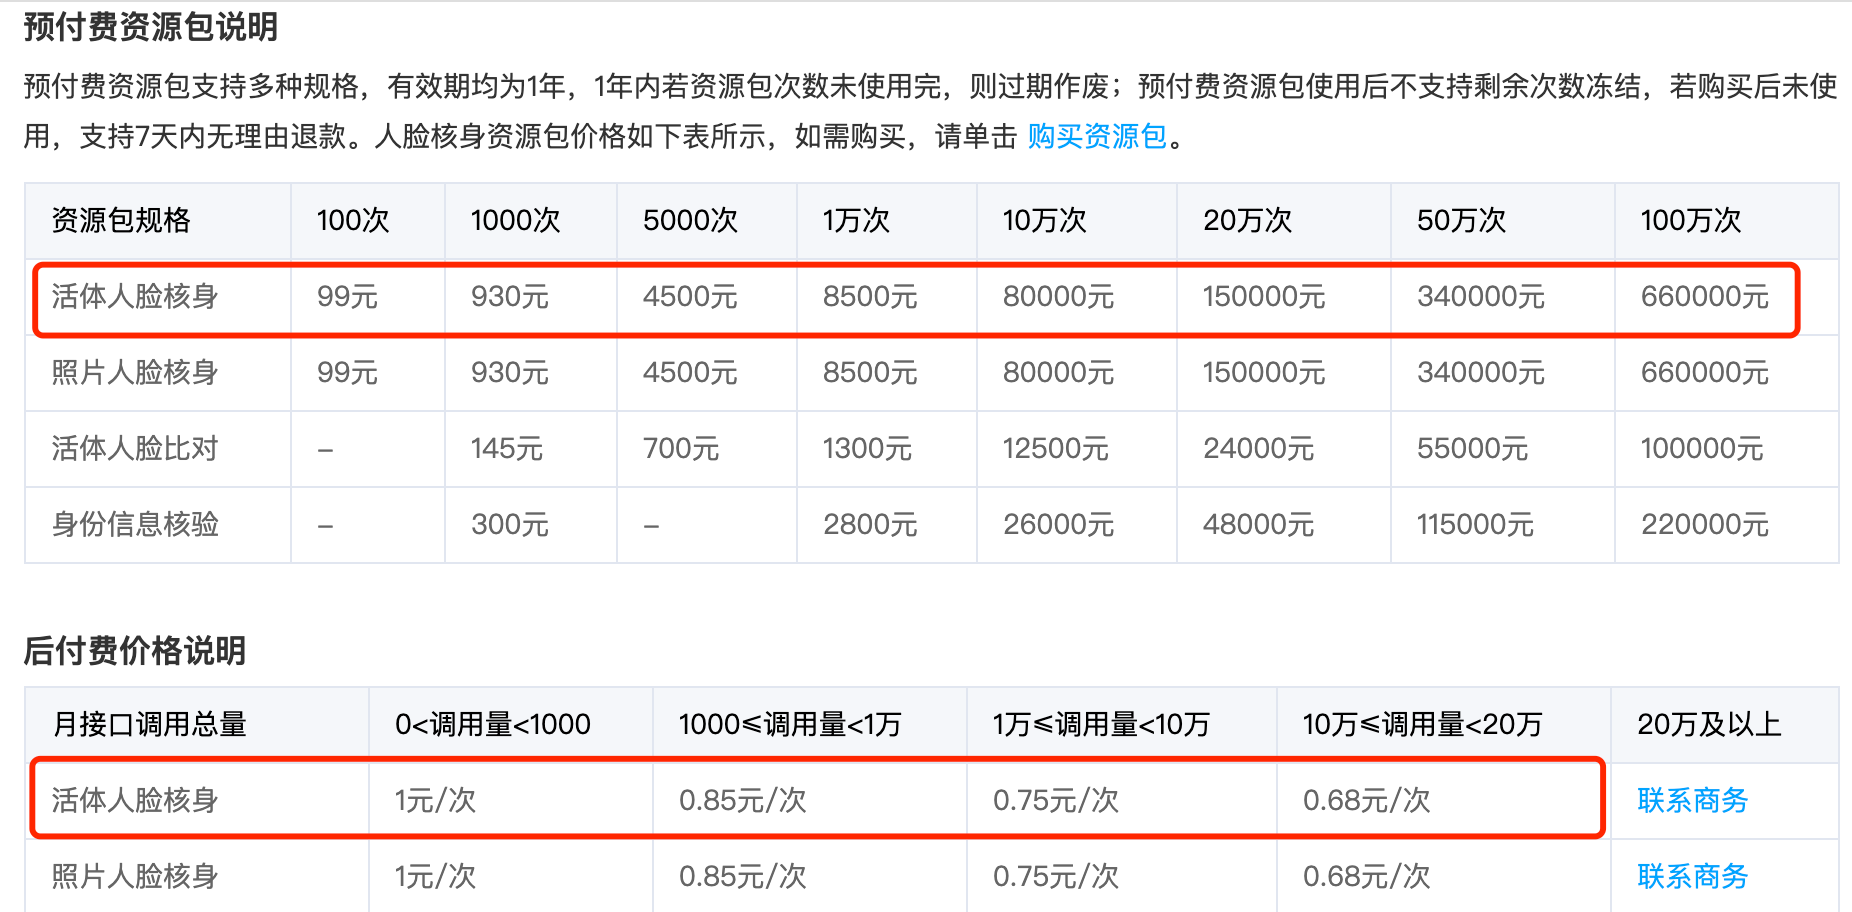 预付费资源包说明
预付费资源包支持多种规格，有效期均为1年，1年内若资源包次数未使用完，则过期作废；预付费资源包使用后不支持剩余次数冻结，若购买后未使
用，支持7天内无理由退款。人脸核身资源包价格如下表所示，如需购买，请单击 购买资源包。
资源包规格 100次 1000次 5000次 1万次 10万次 20万次 50万次 100万次
活体人脸核身 99元 930元 4500元 8500元 80000元 150000元 340000元 660000元
照片人脸核身 99元 930元 4500元 8500元 80000元 150000元 340000元 660000元
活体人脸比对 – 145元 700元 1300元 12500元 24000元 55000元 100000元
身份信息核验 – 300元 – 2800元 26000元 48000元 115000元 220000元
后付费价格说明
月接口调用总量 0<调用量<1000 1000≤调用量<1万 1万≤调用量<10万 10万≤调用量<20万 20万及以上
活体人脸核身 1元/次 0.85元/次 0.75元/次 0.68元/次 联系商务
照片人脸核身 1元/次 0.85元/次 0.75元/次 0.68元/次 联系商务